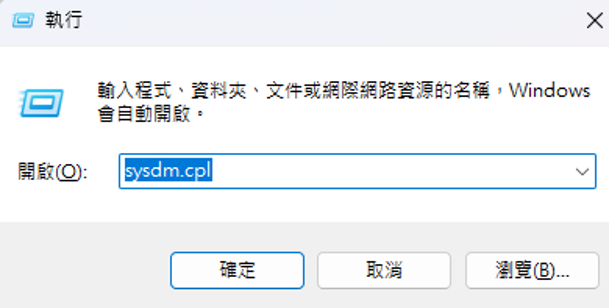 執行
輸入程式、資料夾、文件或網際網路資源的名稱，Windows
會自動開啟。
開啟(O):
sysdm.cpl
確定
取消
瀏覽(B)...